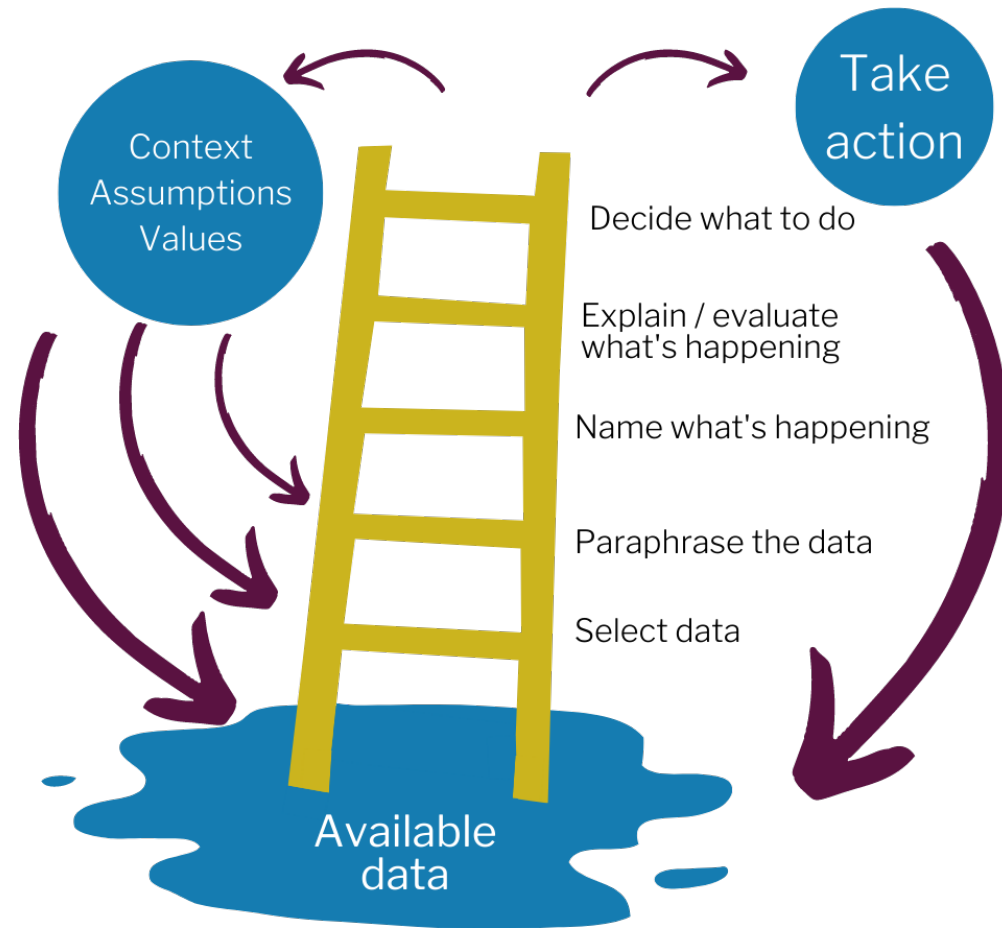 Context
Assumptions
Values
Take
action
Decide what to do
Explain / evaluate
what's happening
Name what's happening
Paraphrase the data
Select data
Available
data